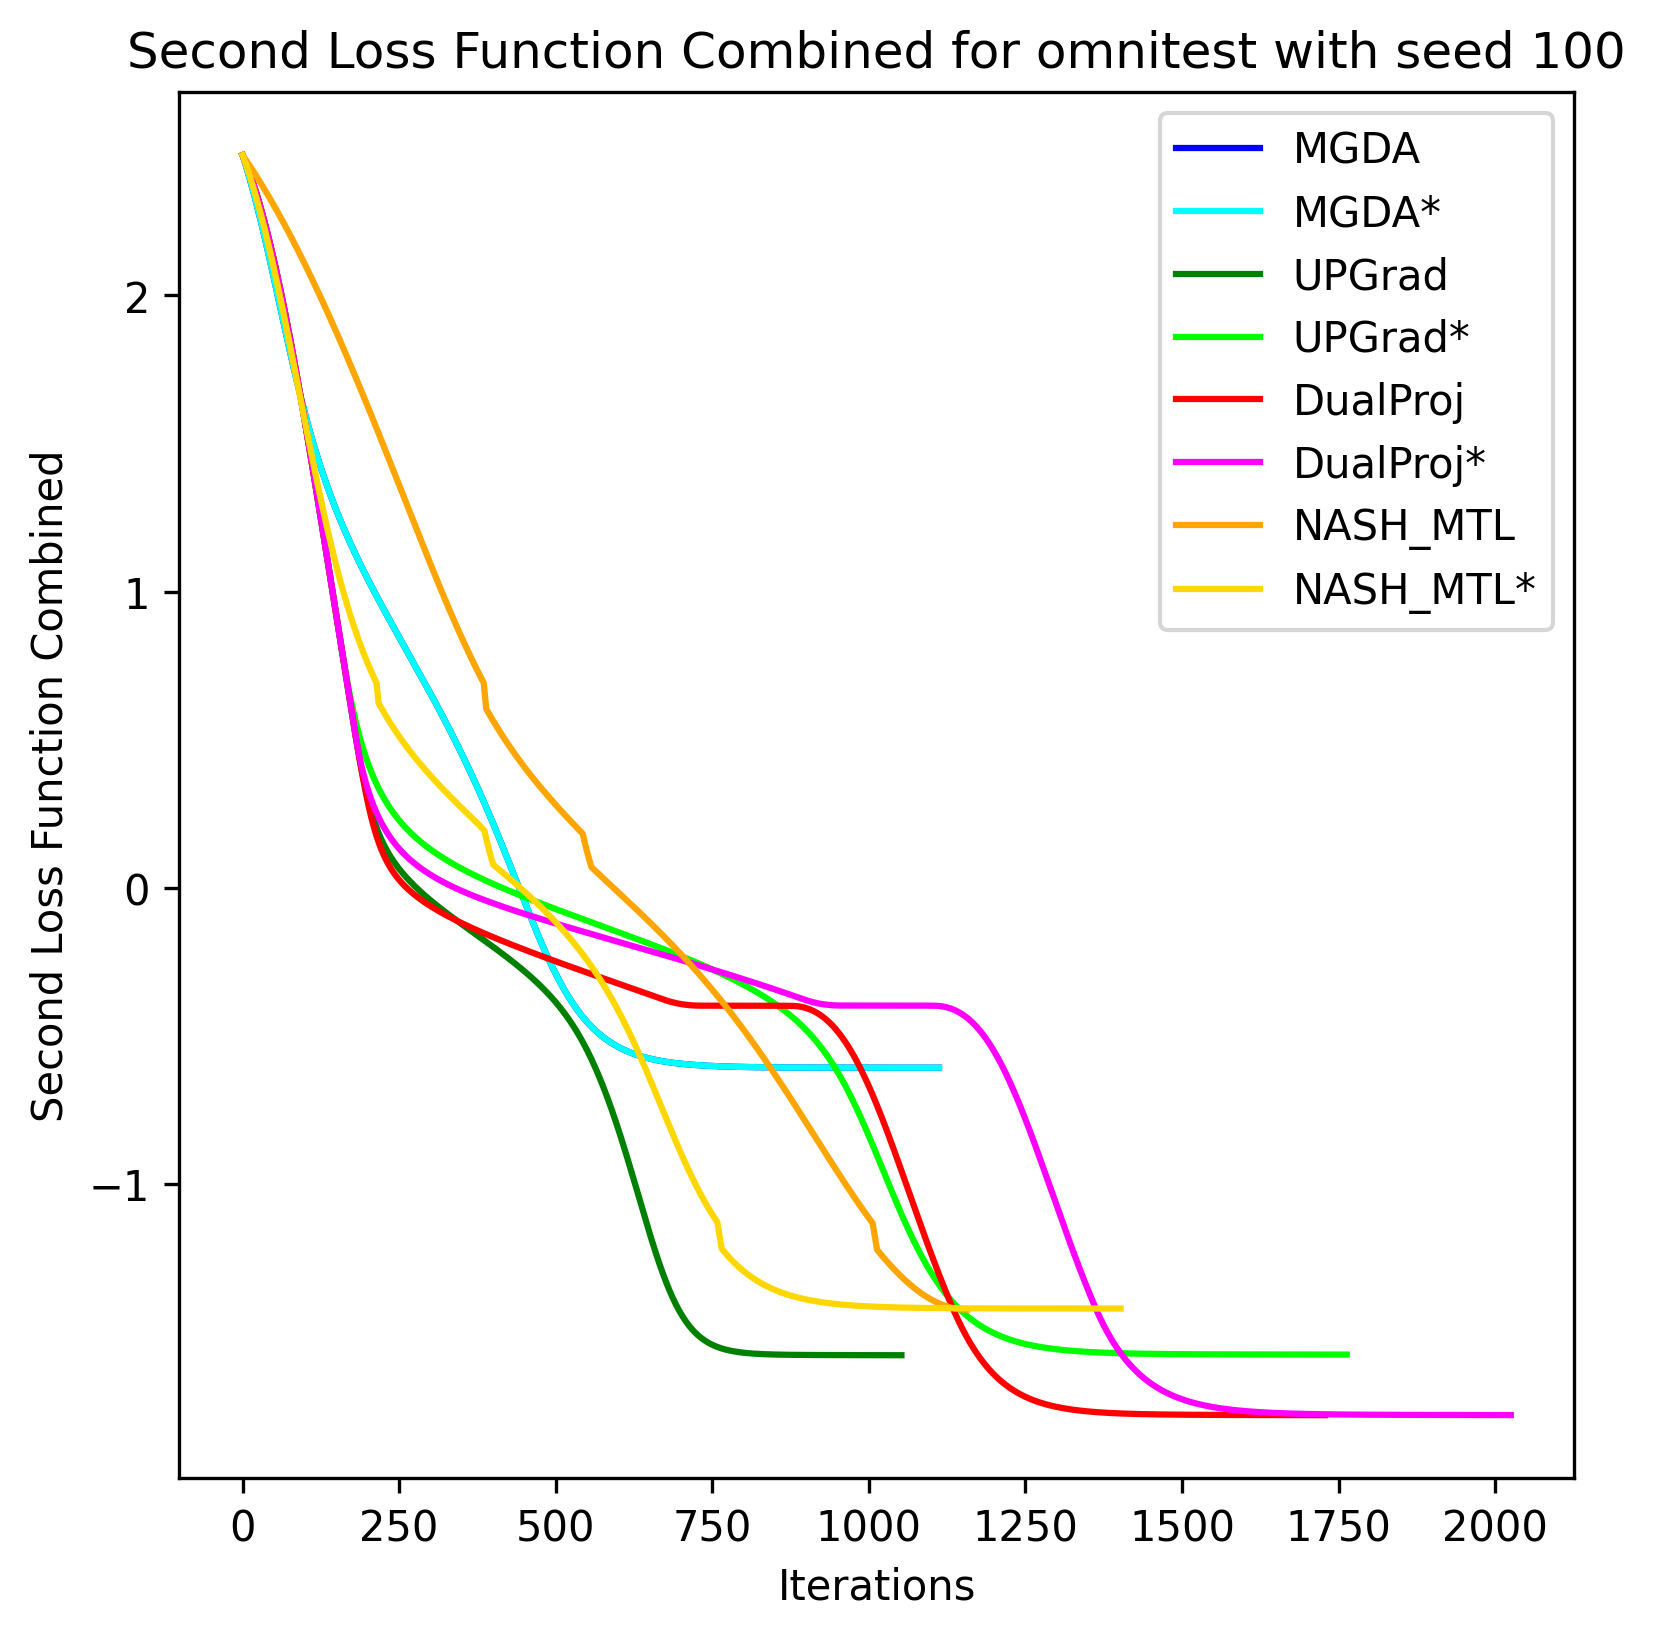 Second Loss Function Combined for omnitest with seed 100
MGDA
MGDA*
UPGrad
UPGrad*
DualProj
DualProj*
NASH_MTL
NASH_MTL*
Second Loss Function Combined
2
1
0
−1
0 250 500 750 1000 1250 1500 1750 2000
Iterations